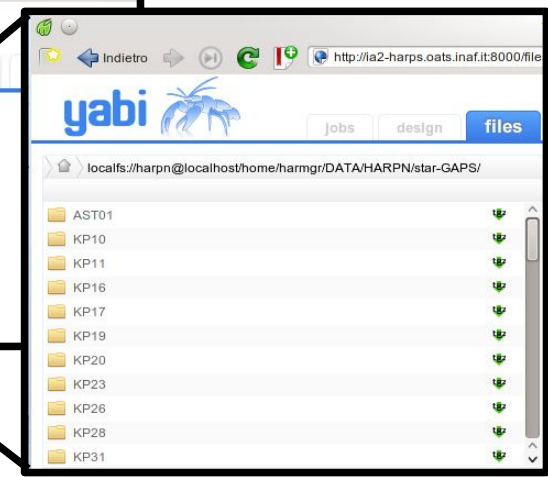 Indietro
http://ia2-harps.oats.inaf.it:8000/file
yabi
jobs design files
localfs://harpn@localhost/home/harmgr/DATA/HARPN/star-GAPS/
AST01
KP10
KP11
KP16
KP17
KP19
KP20
KP23
KP26
KP28
KP31